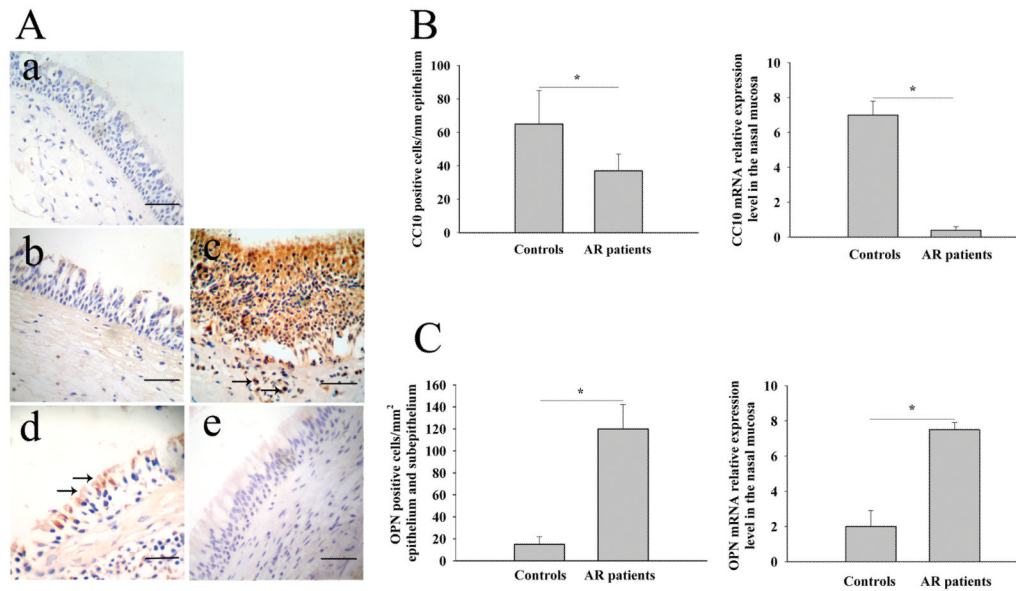 A
a
b
c
d
e
B
CC10 positive cells/mm epithelium
100
80
60
40
20
0
*
Controls
AR patients
CC10 mRNA relative expression
level in the nasal mucosa
10
8
6
4
2
0
*
Controls
AR patients
C
OPN positive cells/mm²
epithelium and subepithelium
160
140
120
100
80
60
40
20
0
*
Controls
AR patients
OPN mRNA relative expression
level in the nasal mucosa
10
8
6
4
2
0
*
Controls
AR patients